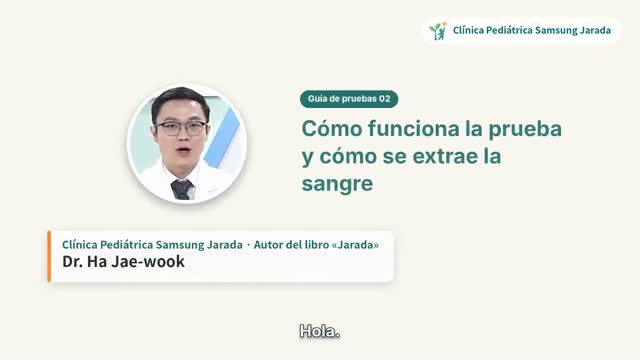 Clínica Pediátrica Samsung Jarada
Guía de pruebas 02
Cómo funciona la prueba
y cómo se extrae la
sangre
Clínica Pediátrica Samsung Jarada · Autor del libro «Jarada»
Dr. Ha Jae-wook
Hola.